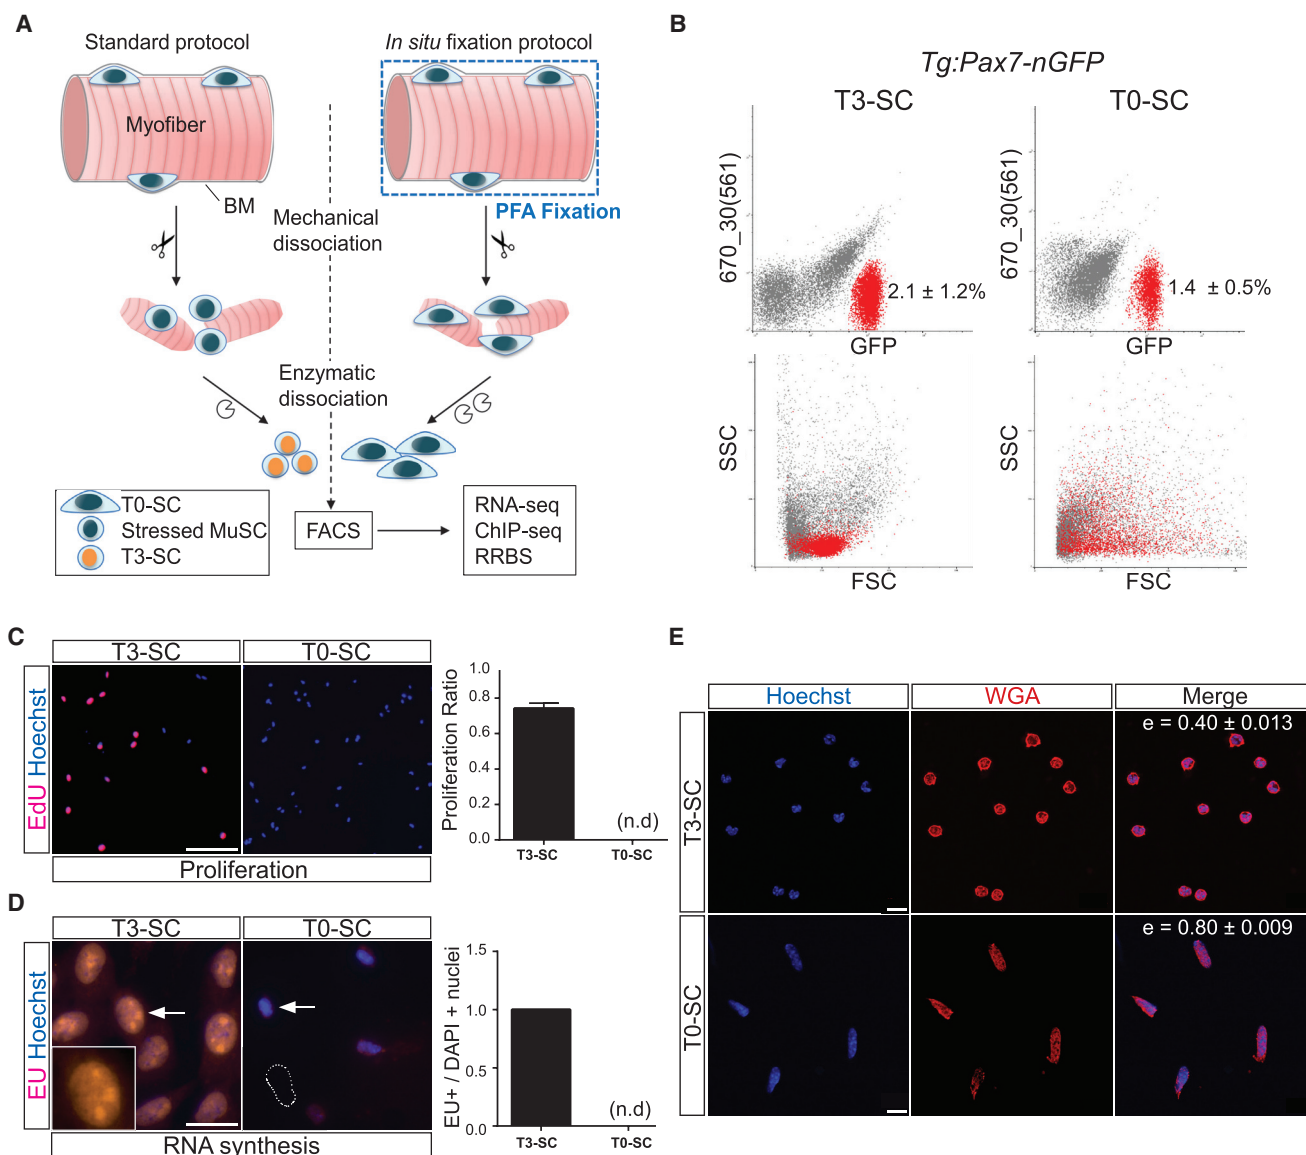 A
Standard protocol
In situ fixation protocol
Myofiber
BM
PFA Fixation
Mechanical
dissociation
Enzymatic
dissociation
T0-SC
Stressed MuSC
T3-SC
FACS
RNA-seq
ChIP-seq
RRBS
B
Tg:Pax7-nGFP
T3-SC
T0-SC
670_30(561)
2.1 ± 1.2%
GFP
670_30(561)
1.4 ± 0.5%
GFP
SSC
FSC
SSC
FSC
C
T3-SC
T0-SC
EdU Hoechst
Proliferation
Proliferation Ratio
1.0
0.8
0.6
0.4
0.2
0.0
(n.d)
T3-SC
T0-SC
D
T3-SC
T0-SC
EU Hoechst
RNA synthesis
EU+ / DAPI + nuclei
1.5
1.0
0.5
0.0
(n.d)
T3-SC
T0-SC
E
Hoechst
WGA
Merge
T3-SC
e = 0.40 ± 0.013
T0-SC
e = 0.80 ± 0.009